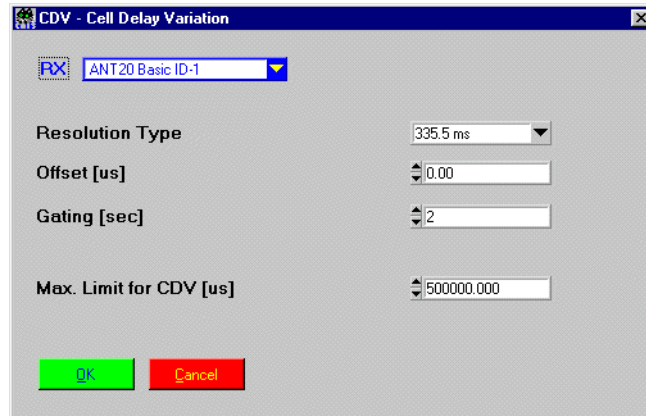 CDV - Cell Delay Variation
RX ANT20 Basic ID-1
Resolution Type 335.5 ms
Offset [us] 0.00
Gating [sec] 2
Max. Limit for CDV [us] 500000.000
OK Cancel